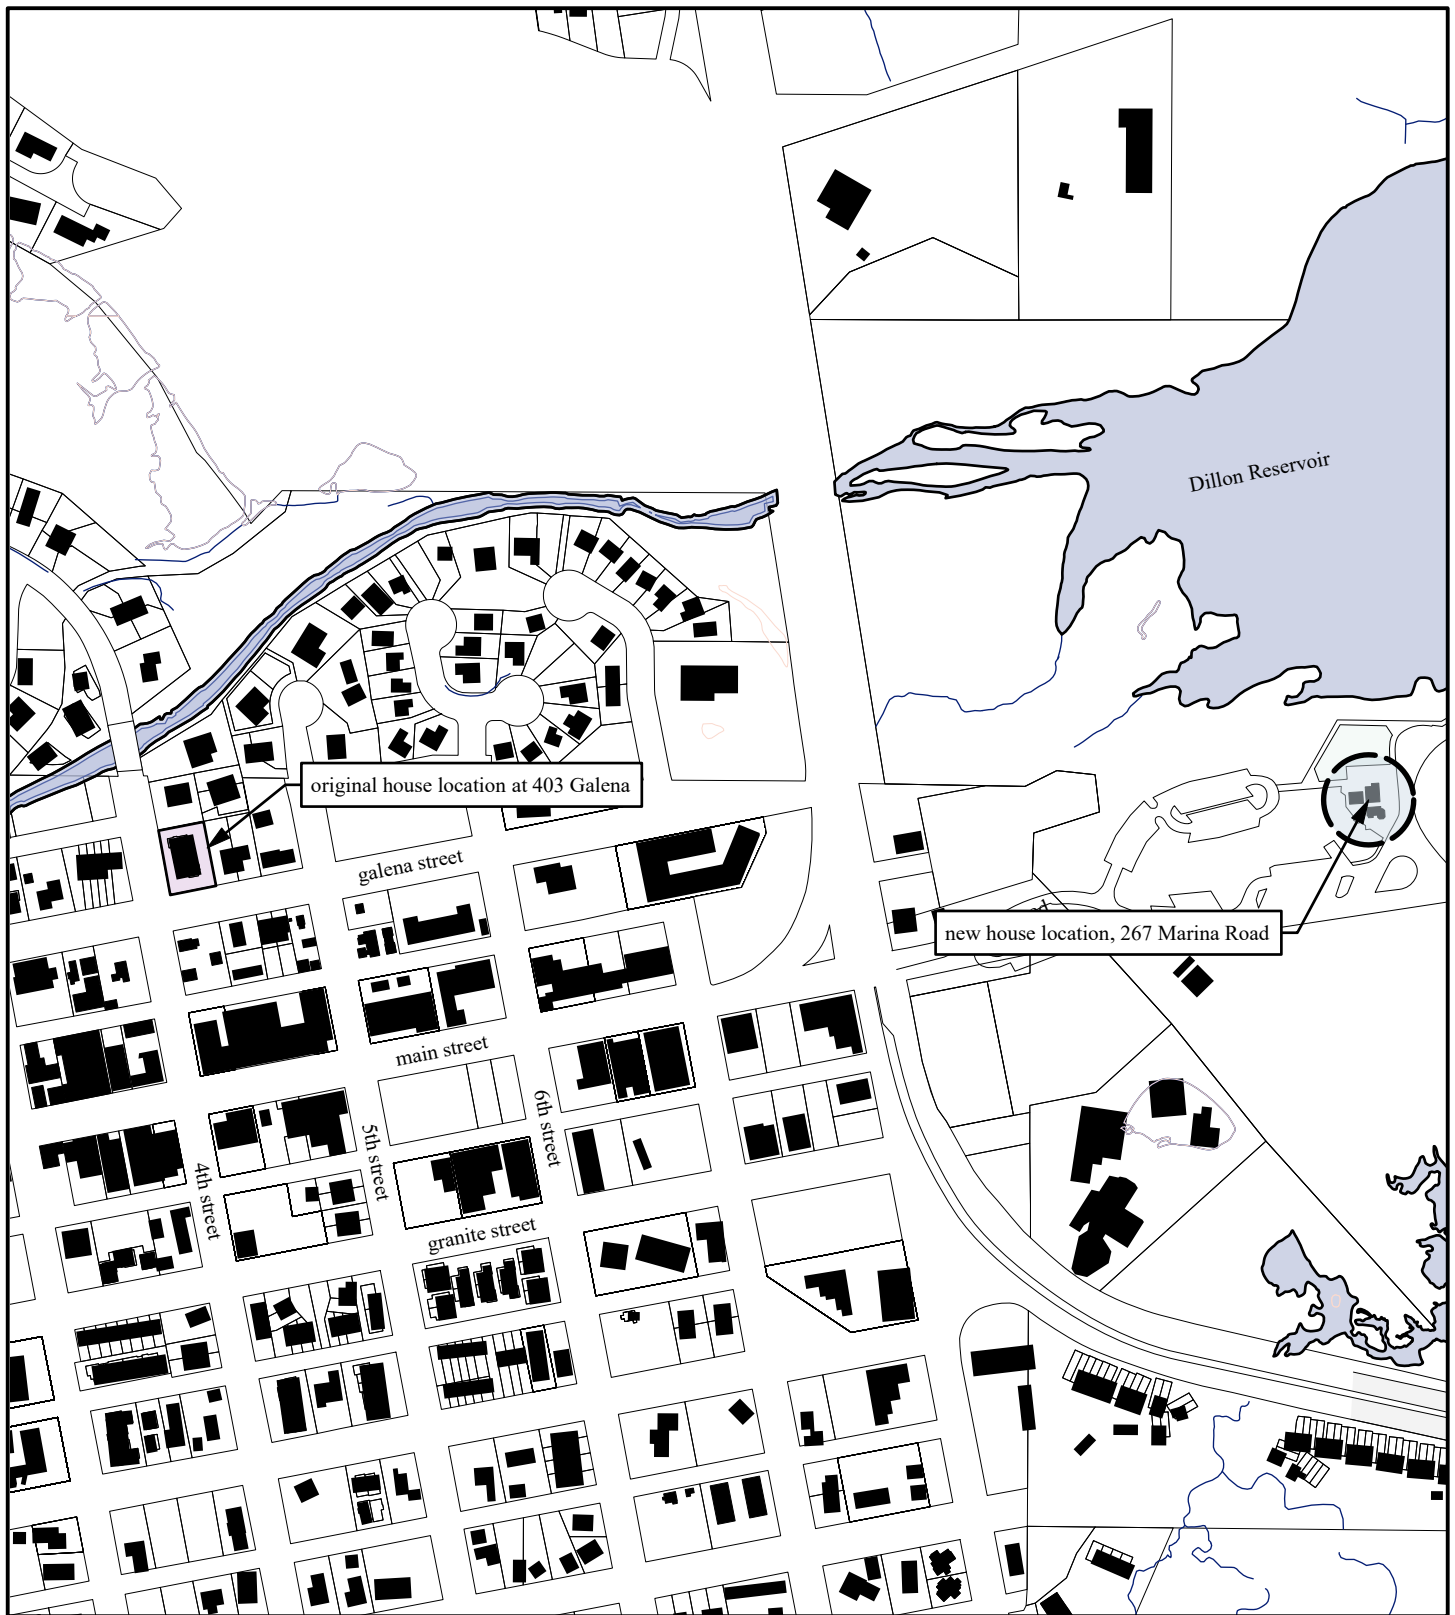 Dillon Reservoir
original house location at 403 Galena
galena street
new house location, 267 Marina Road
main street
6th street
5th street
4th street
granite street